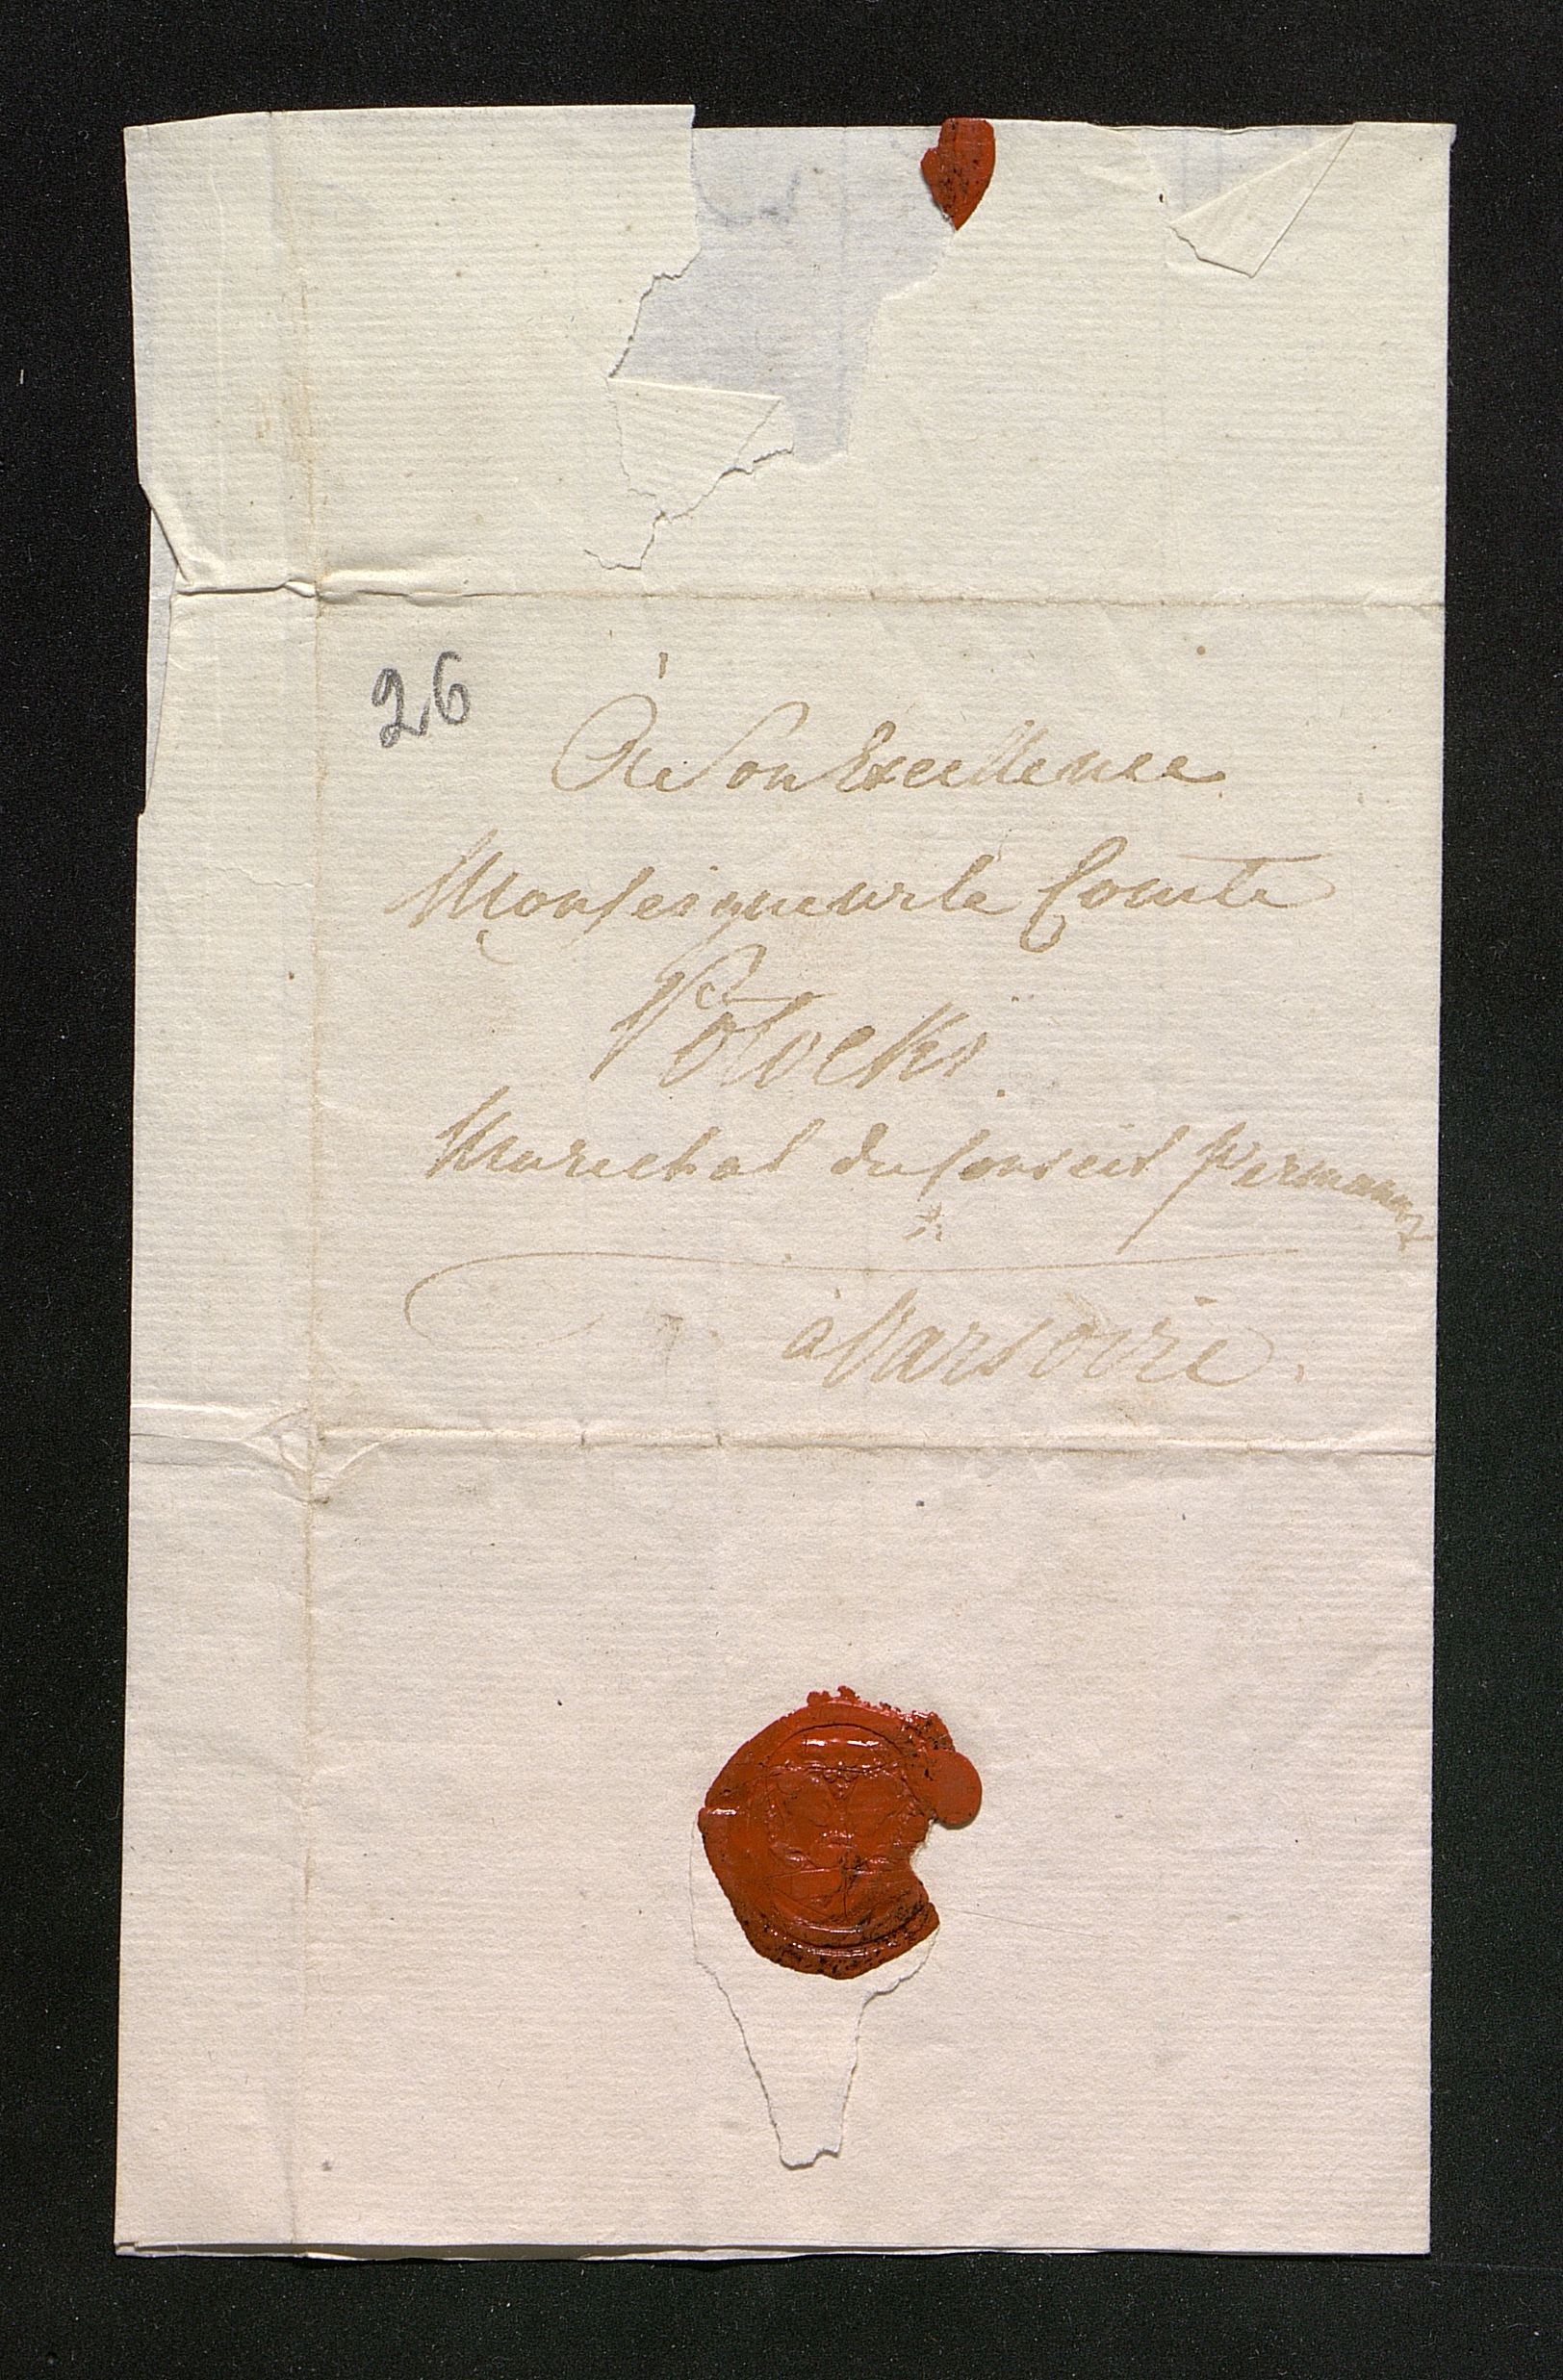 26
A Son Excellence
Monseigneur le Comte
Potocki
Marechal du Conseil Permanent
à Varsovie.